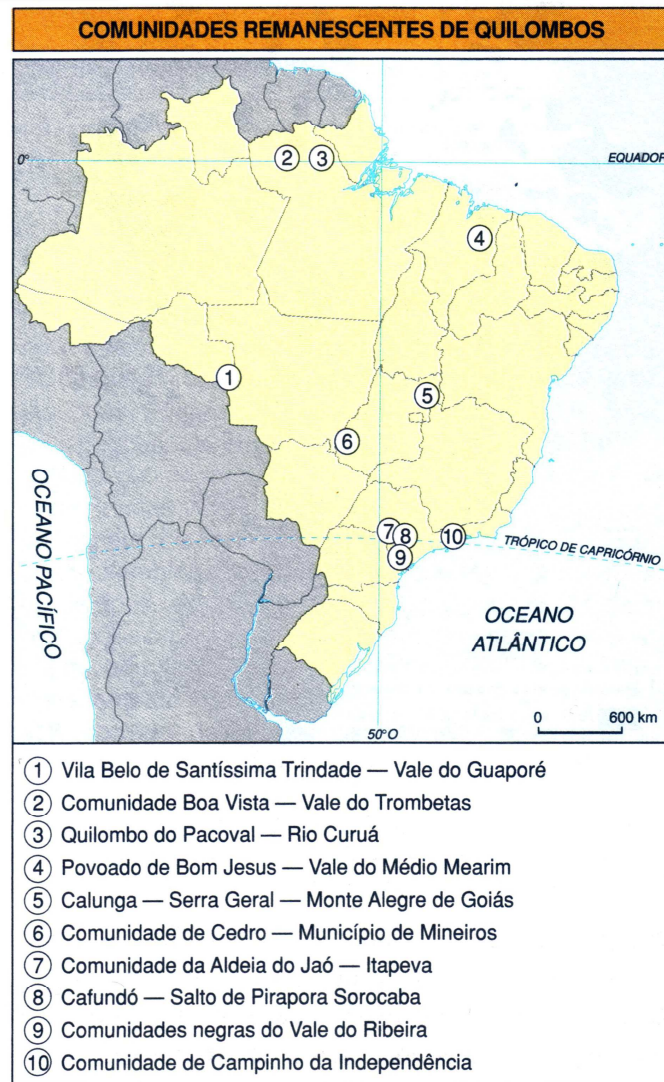 COMUNIDADES REMANESCENTES DE QUILOMBOS
0°
2
3
EQUADOR
4
1
5
6
7
8
10
9
TRÓPICO DE CAPRICÓRNIO
OCEANO PACÍFICO
OCEANO
ATLÂNTICO
0 600 km
50°O
1 Vila Belo de Santíssima Trindade — Vale do Guaporé
2 Comunidade Boa Vista — Vale do Trombetas
3 Quilombo do Pacoval — Rio Curuá
4 Povoado de Bom Jesus — Vale do Médio Mearim
5 Calunga — Serra Geral — Monte Alegre de Goiás
6 Comunidade de Cedro — Município de Mineiros
7 Comunidade da Aldeia do Jaó — Itapeva
8 Cafundó — Salto de Pirapora Sorocaba
9 Comunidades negras do Vale do Ribeira
10 Comunidade de Campinho da Independência